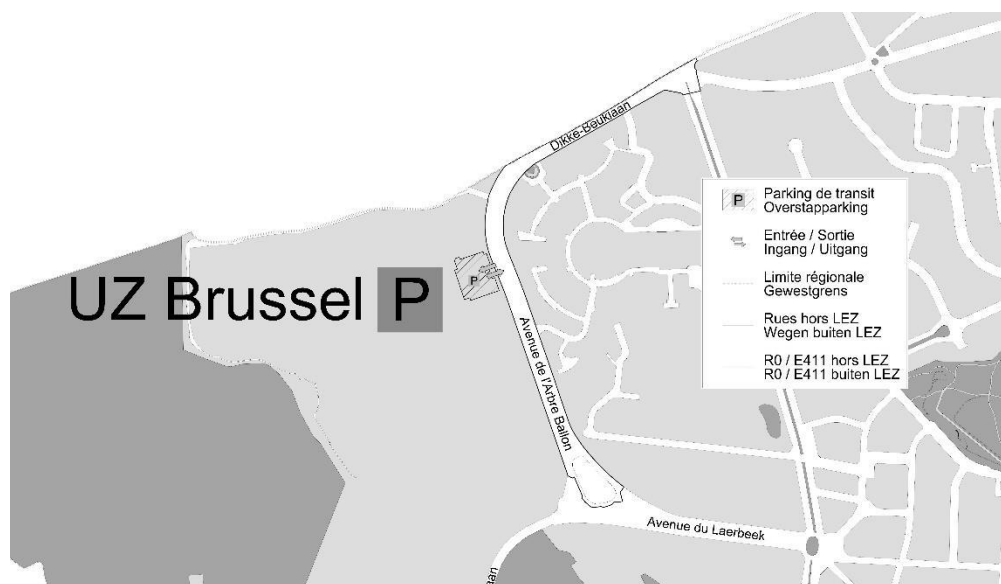 Dikke-Beuklaan
P
Parking de transit
Overstapparking
Entrée / Sortie
Ingang / Uitgang
Limite régionale
Gewestgrens
Rues hors LEZ
Wegen buiten LEZ
R0 / E411 hors LEZ
R0 / E411 buiten LEZ
UZ Brussel P
P
Avenue de l'Arbre Ballon
Avenue du Laerbeek